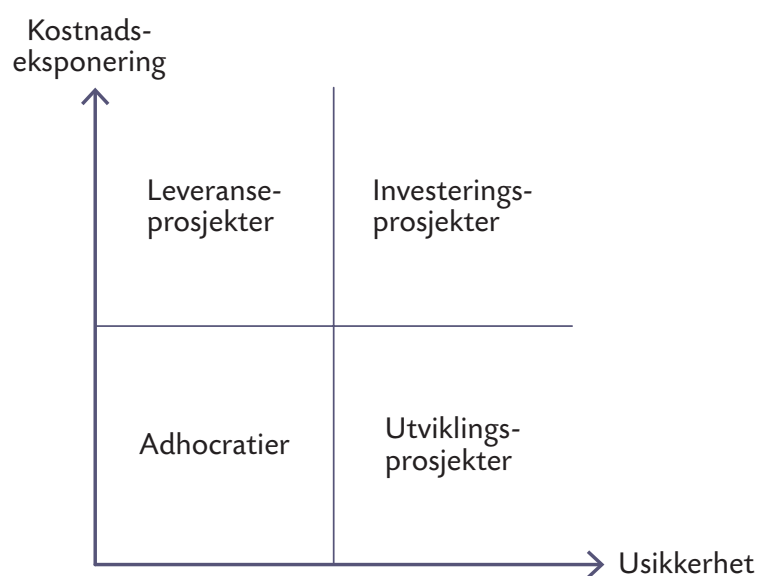 Kostnads-
eksponering
Leveranse-
prosjekter
Investerings-
prosjekter
Adhocratier
Utviklings-
prosjekter
Usikkerhet